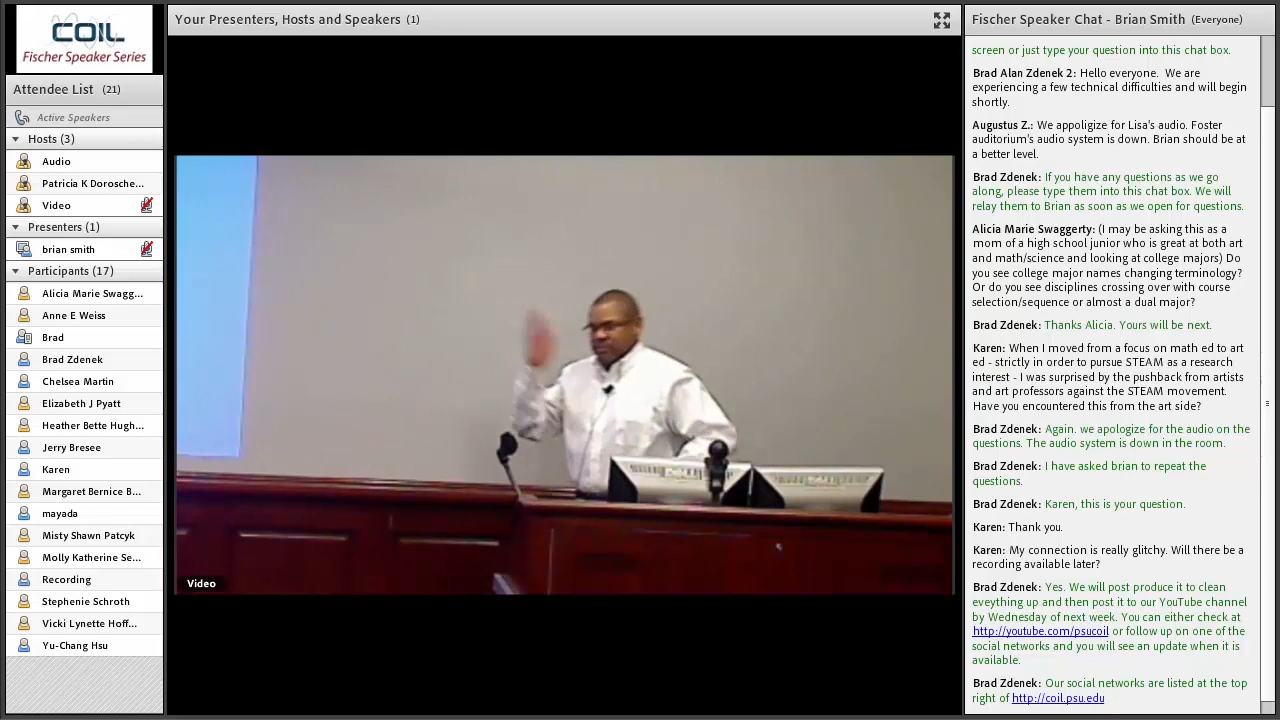 COIL
Fischer Speaker Series
Attendee List (21)
Active Speakers
Hosts (3)
Audio
Patricia K Dorosche...
Video
Presenters (1)
brian smith
Participants (17)
Alicia Marie Swagg...
Anne E Weiss
Brad
Brad Zdenek
Chelsea Martin
Elizabeth J Pyatt
Heather Bette Hugh...
Jerry Bresee
Karen
Margaret Bernice B...
mayada
Misty Shawn Patcyk
Molly Katherine Se...
Recording
Stephenie Schroth
Vicki Lynette Hoff...
Yu-Chang Hsu
Your Presenters, Hosts and Speakers (1)
Video
Fischer Speaker Chat - Brian Smith (Everyone)
screen or just type your question into this chat box.
Brad Alan Zdenek 2: Hello everyone. We are
experiencing a few technical difficulties and will begin
shortly.
Augustus Z.: We appoligize for Lisa's audio. Foster
auditorium's audio system is down. Brian should be at
a better level.
Brad Zdenek: If you have any questions as we go
along, please type them into this chat box. We will
relay them to Brian as soon as we open for questions.
Alicia Marie Swaggerty: (I may be asking this as a
mom of a high school junior who is great at both art
and math/science and looking at college majors) Do
you see college major names changing terminology?
Or do you see disciplines crossing over with course
selection/sequence or almost a dual major?
Brad Zdenek: Thanks Alicia. Yours will be next.
Karen: When I moved from a focus on math ed to art
ed - strictly in order to pursue STEAM as a research
interest - I was surprised by the pushback from artists
and art professors against the STEAM movement.
Have you encountered this from the art side?
Brad Zdenek: Again. we apologize for the audio on the
questions. The audio system is down in the room.
Brad Zdenek: I have asked brian to repeat the
questions.
Brad Zdenek: Karen, this is your question.
Karen: Thank you.
Karen: My connection is really glitchy. Will there be a
recording available later?
Brad Zdenek: Yes. We will post produce it to clean
eveything up and then post it to our YouTube channel
by Wednesday of next week. You can either check at
http://youtube.com/psucoil or follow up on one of the
social networks and you will see an update when it is
available.
Brad Zdenek: Our social networks are listed at the top
right of http://coil.psu.edu